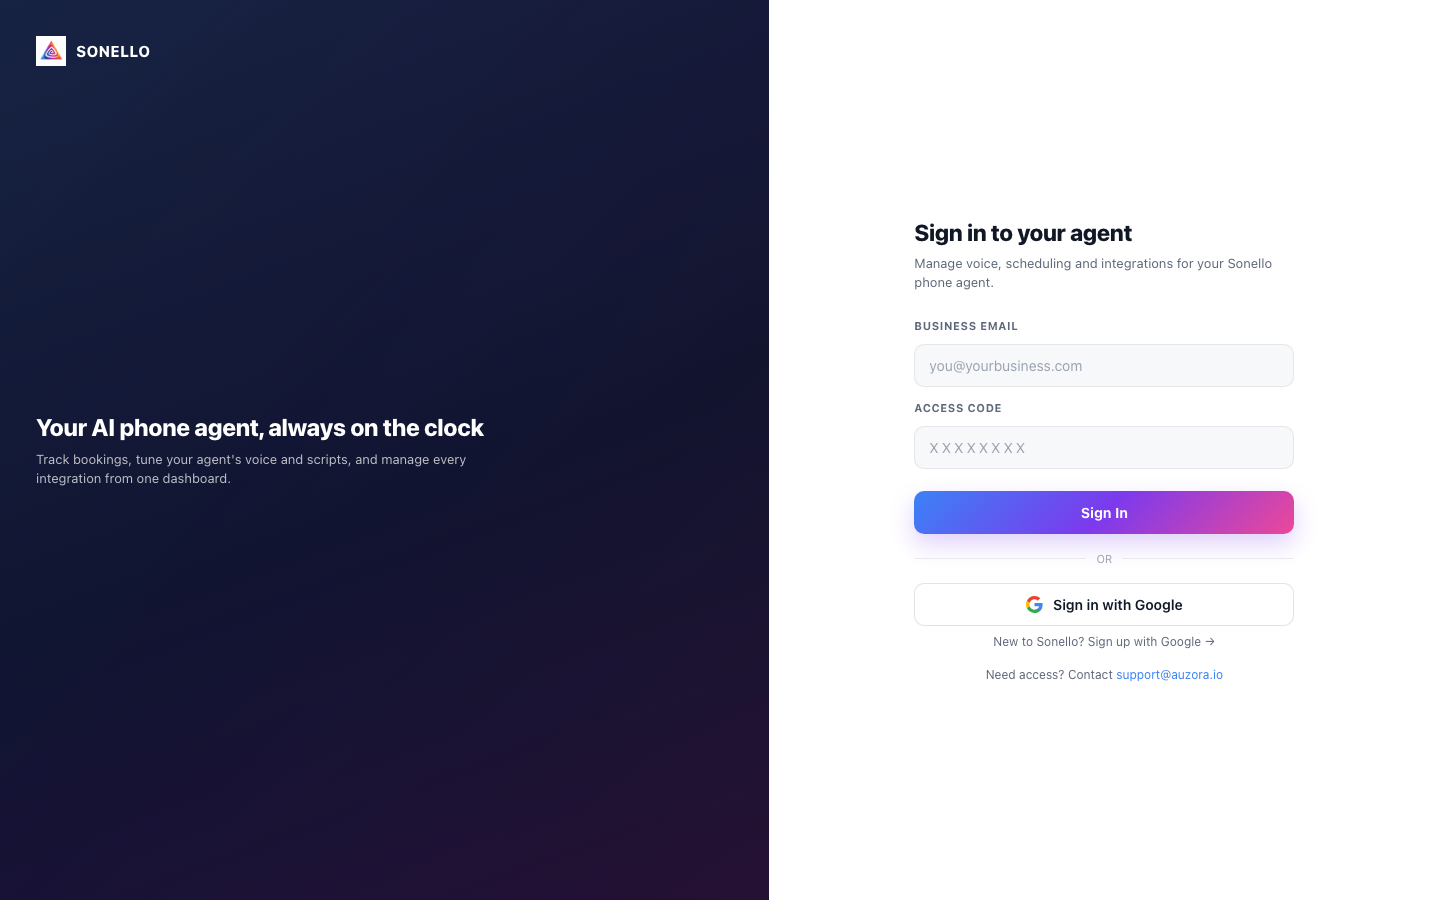 SONELLO
Your AI phone agent, always on the clock
Track bookings, tune your agent's voice and scripts, and manage every
integration from one dashboard.
Sign in to your agent
Manage voice, scheduling and integrations for your Sonello
phone agent.
BUSINESS EMAIL
you@yourbusiness.com
ACCESS CODE
X X X X X X X X
Sign In
OR
Sign in with Google
New to Sonello? Sign up with Google →
Need access? Contact support@auzora.io